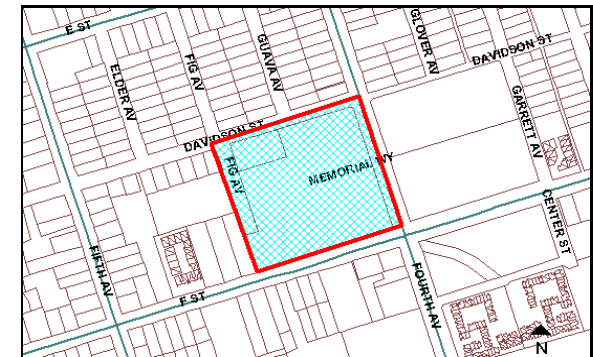 E ST
ELDER AV
FIG AV
GUAVA AV
GLOVER AV
DAVIDSON ST
GARRETT AV
DAVIDSON ST
FIG AV
MEMORIAL WY
CENTER ST
FIFTH AV
F ST
FOURTH AV
N